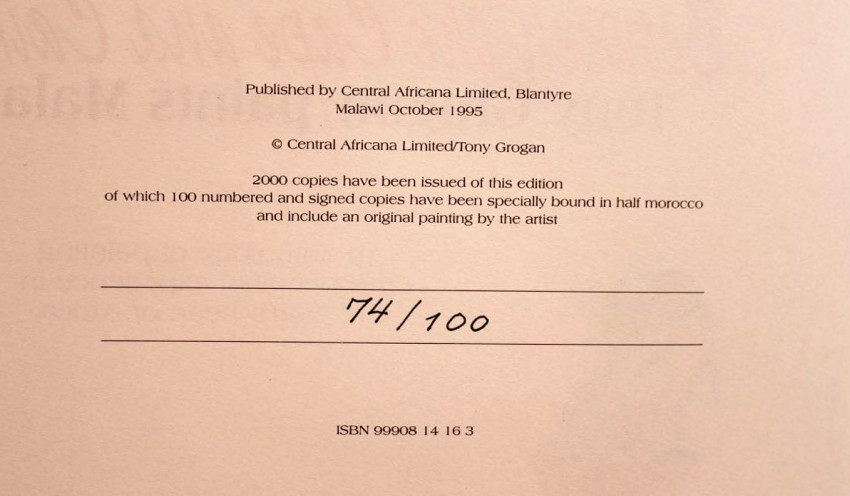 Published by Central Africana Limited, Blantyre
Malawi October 1995
© Central Africana Limited/Tony Grogan
2000 copies have been issued of this edition
of which 100 numbered and signed copies have been specially bound in half morocco
and include an original painting by the artist
74/100
ISBN 99908 14 16 3